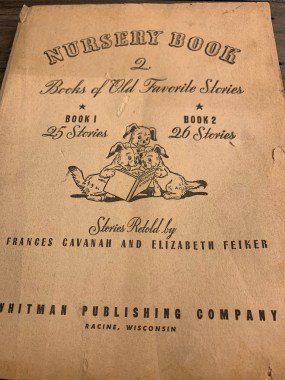 NURSERY BOOK
2
Books of Old Favorite Stories
BOOK 1 BOOK 2
25 Stories 26 Stories
Stories Retold by
FRANCES CAVANAH AND ELIZABETH FEIKER
WHITMAN PUBLISHING COMPANY
RACINE, WISCONSIN